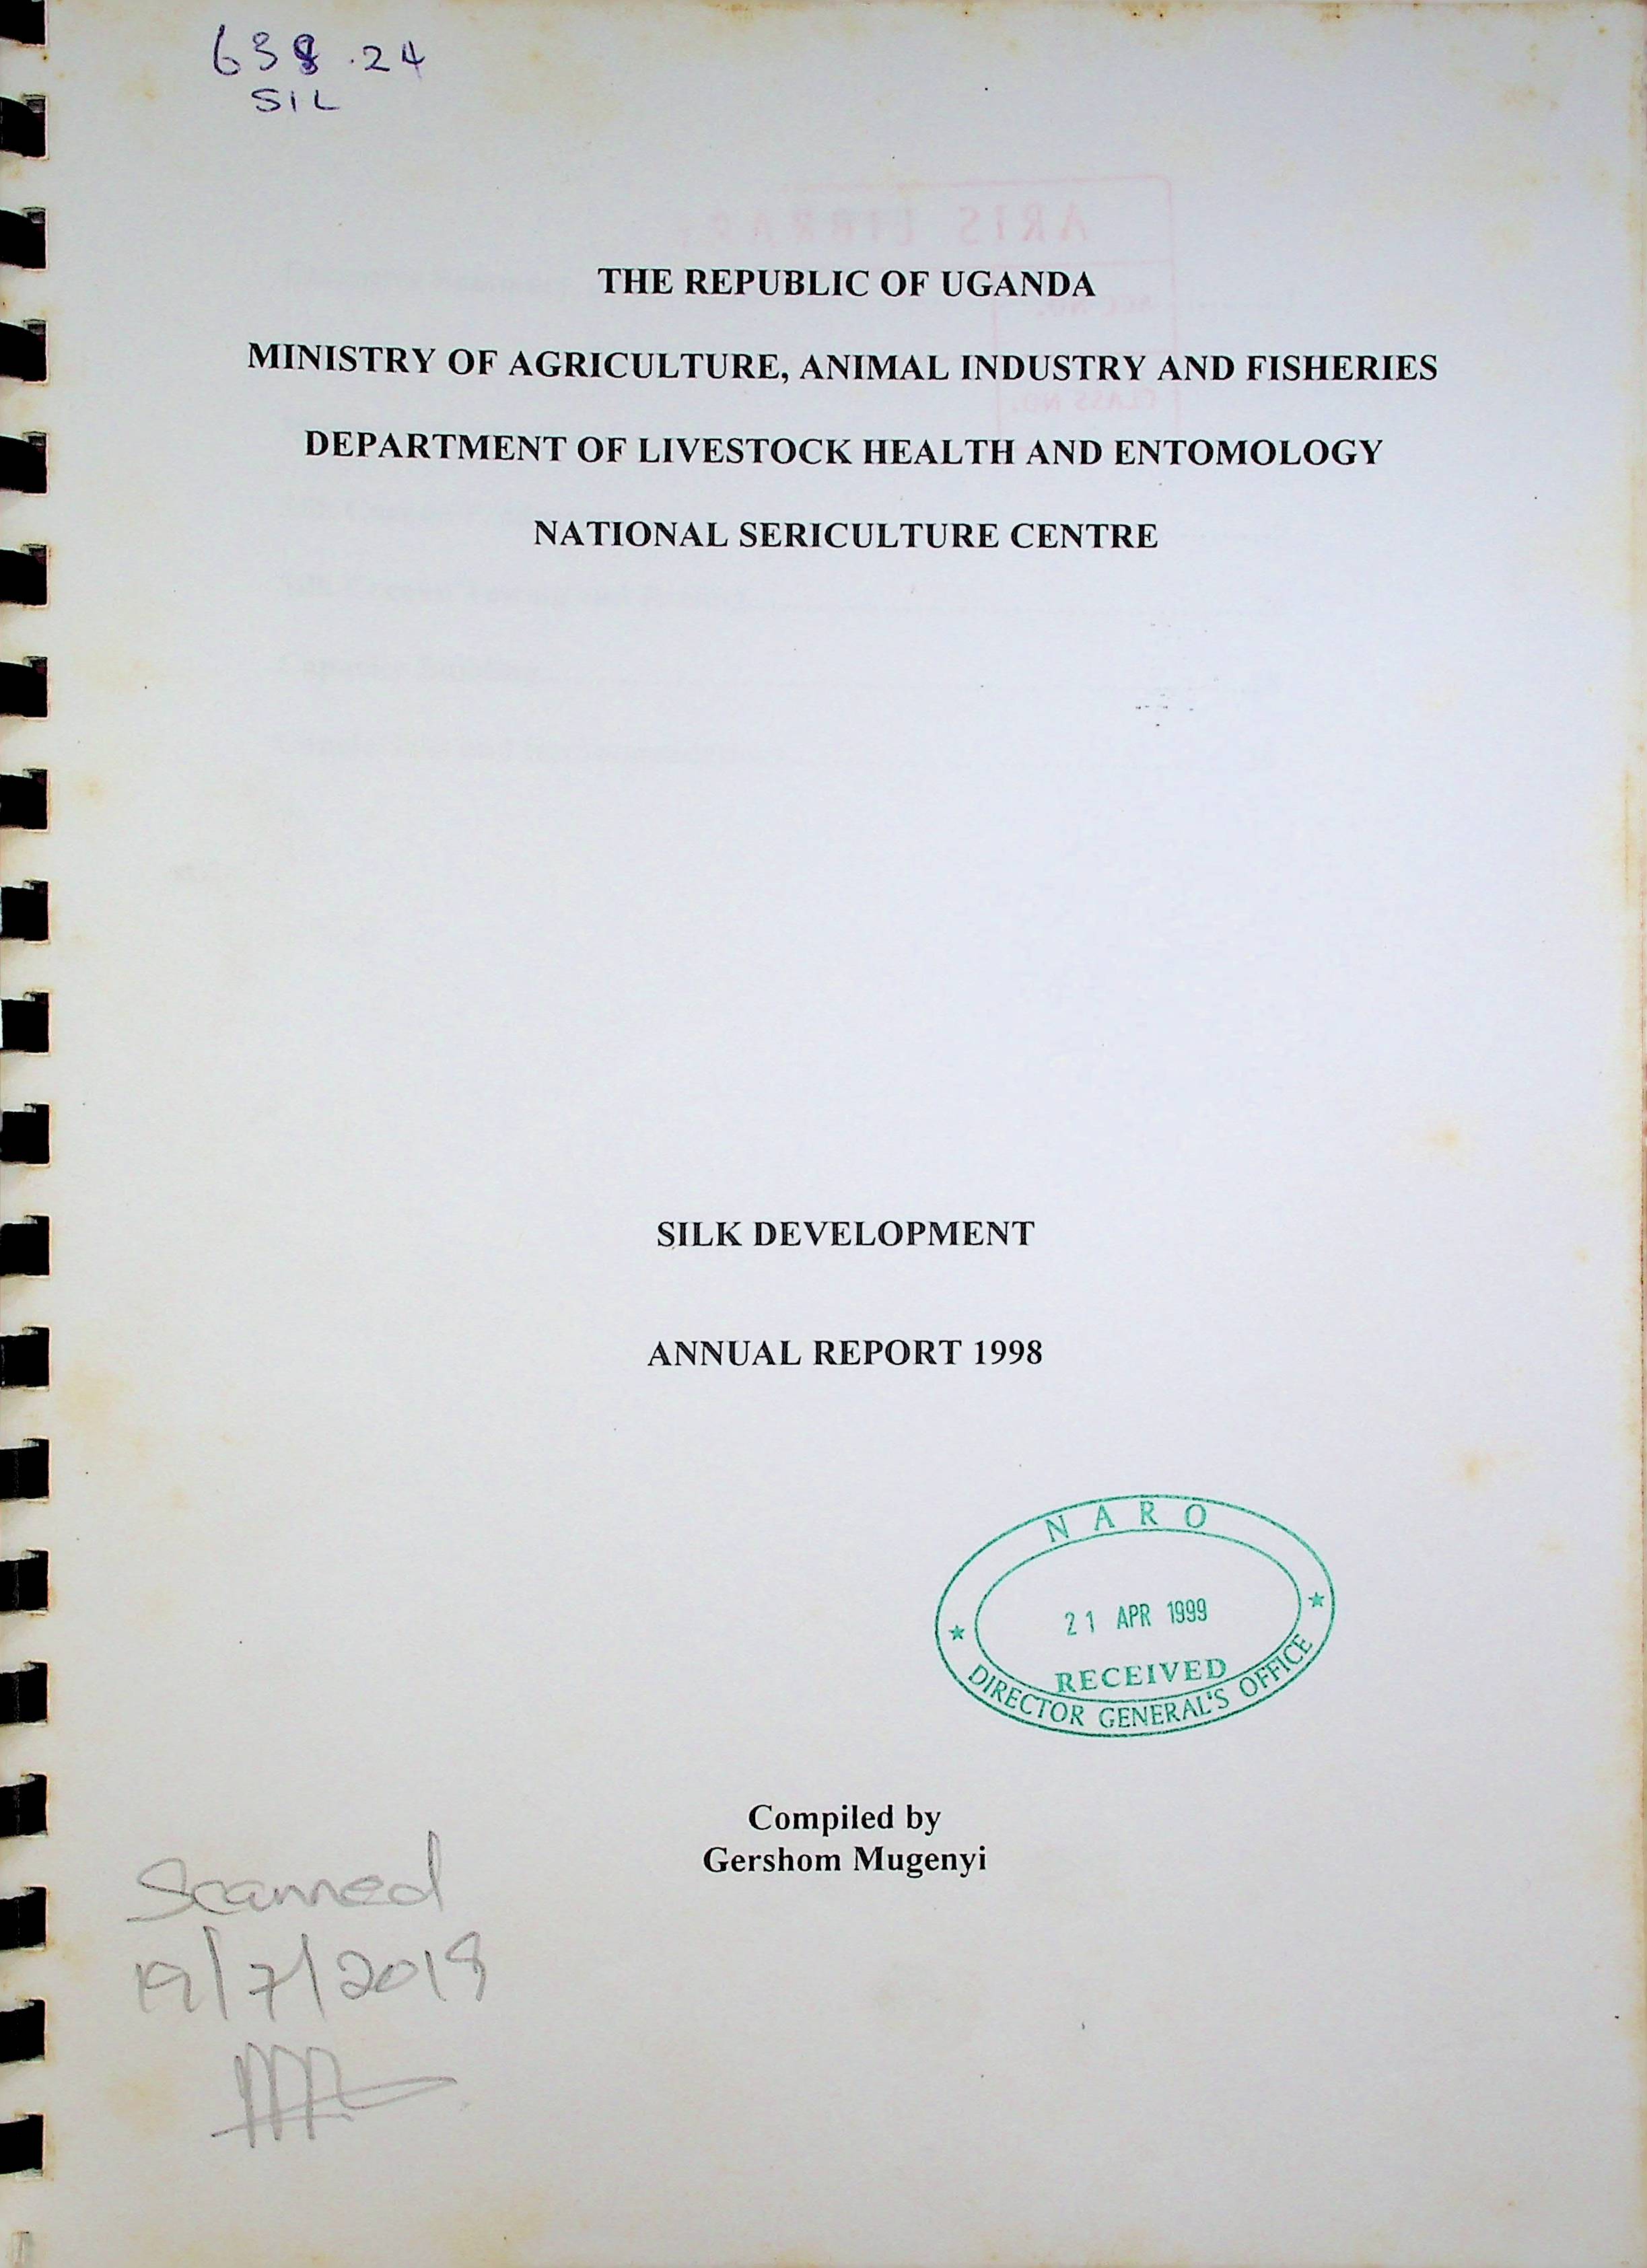 638.24
SIL
THE REPUBLIC OF UGANDA
MINISTRY OF AGRICULTURE, ANIMAL INDUSTRY AND FISHERIES
DEPARTMENT OF LIVESTOCK HEALTH AND ENTOMOLOGY
NATIONAL SERICULTURE CENTRE
SILK DEVELOPMENT
ANNUAL REPORT 1998
NARO
21 APR 1999
RECEIVED
DIRECTOR GENERAL'S OFFICE
Compiled by
Gershom Mugenyi
Scanned
19/7/2018